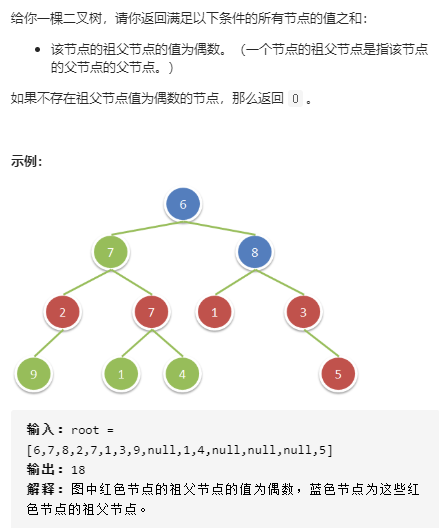 给你一棵二叉树，请你返回满足以下条件的所有节点的值之和：
该节点的祖父节点的值为偶数。（一个节点的祖父节点是指该节点
的父节点的父节点。）
如果不存在祖父节点值为偶数的节点，那么返回 0 。
示例：
6
7 8
2 7 1 3
9 1 4 5
输入：root =
[6,7,8,2,7,1,3,9,null,1,4,null,null,null,5]
输出：18
解释：图中红色节点的祖父节点的值为偶数，蓝色节点为这些红
色节点的祖父节点。